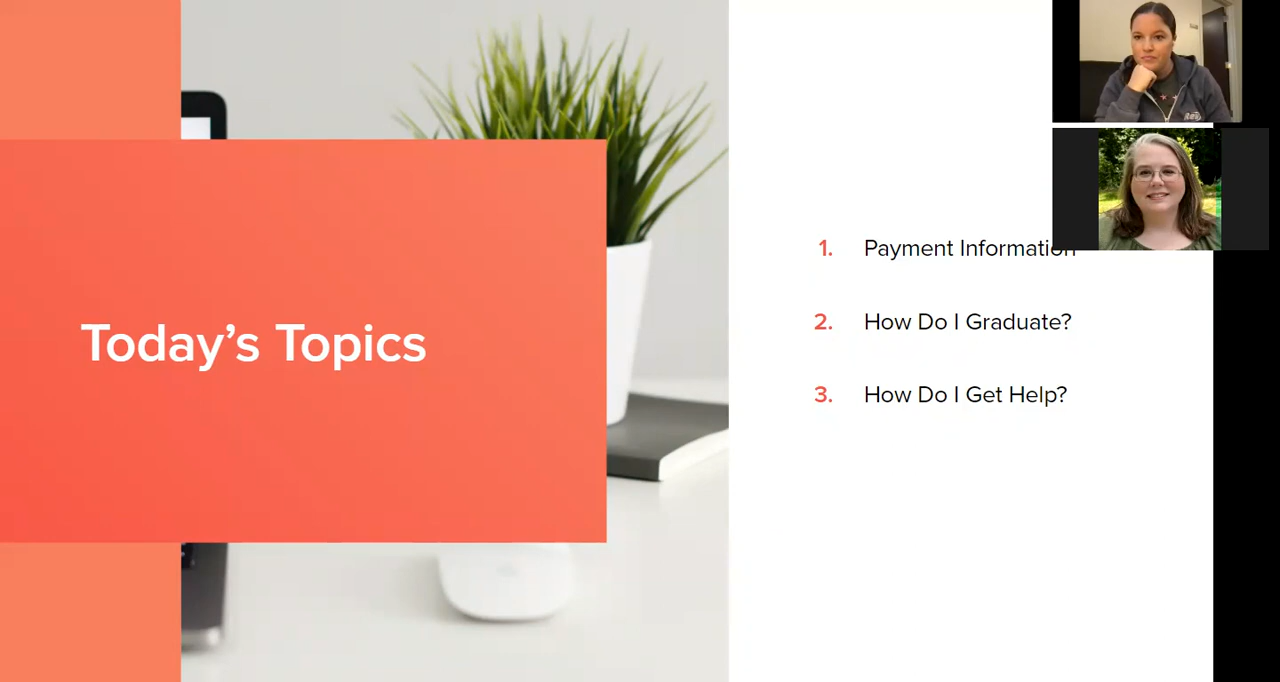 Today’s Topics
1. Payment Information
2. How Do I Graduate?
3. How Do I Get Help?